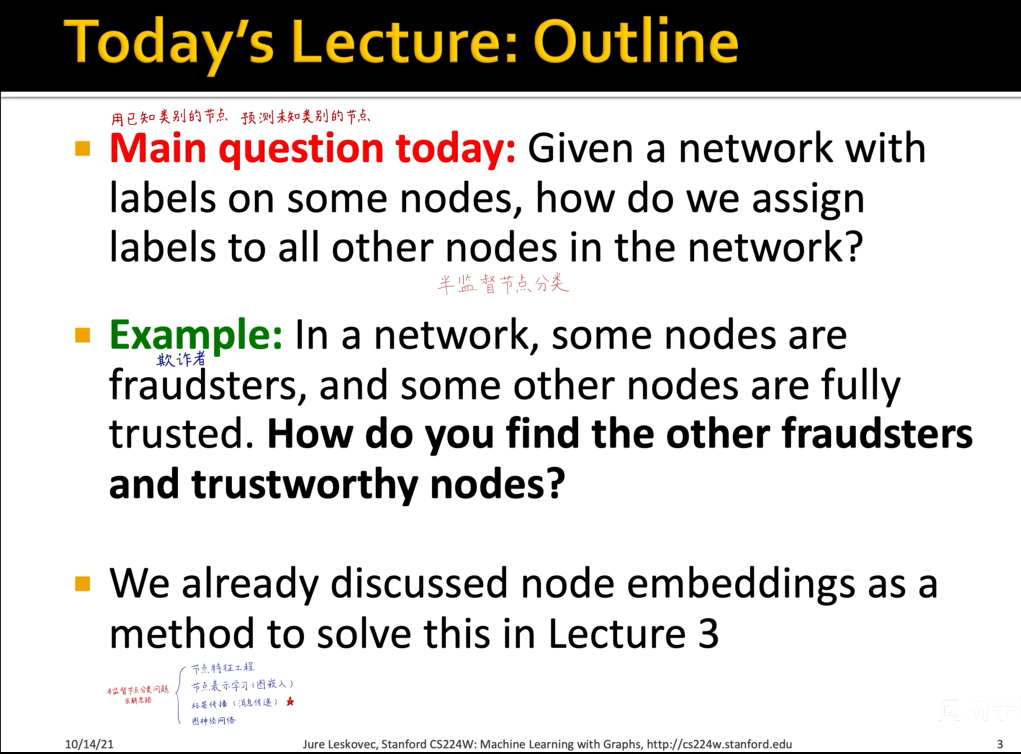 Today's Lecture: Outline
用已知类别的节点 预测未知类别的节点
Main question today: Given a network with
labels on some nodes, how do we assign
labels to all other nodes in the network?
半监督节点分类
Example: In a network, some nodes are
欺诈者
fraudsters, and some other nodes are fully
trusted. How do you find the other fraudsters
and trustworthy nodes?
We already discussed node embeddings as a
method to solve this in Lecture 3
半监督节点分类问题
求解思路
节点特征工程
节点表示学习(图嵌入)
标签传播(消息传递)
图神经网络
10/14/21
Jure Leskovec, Stanford CS224W: Machine Learning with Graphs, http://cs224w.stanford.edu
3